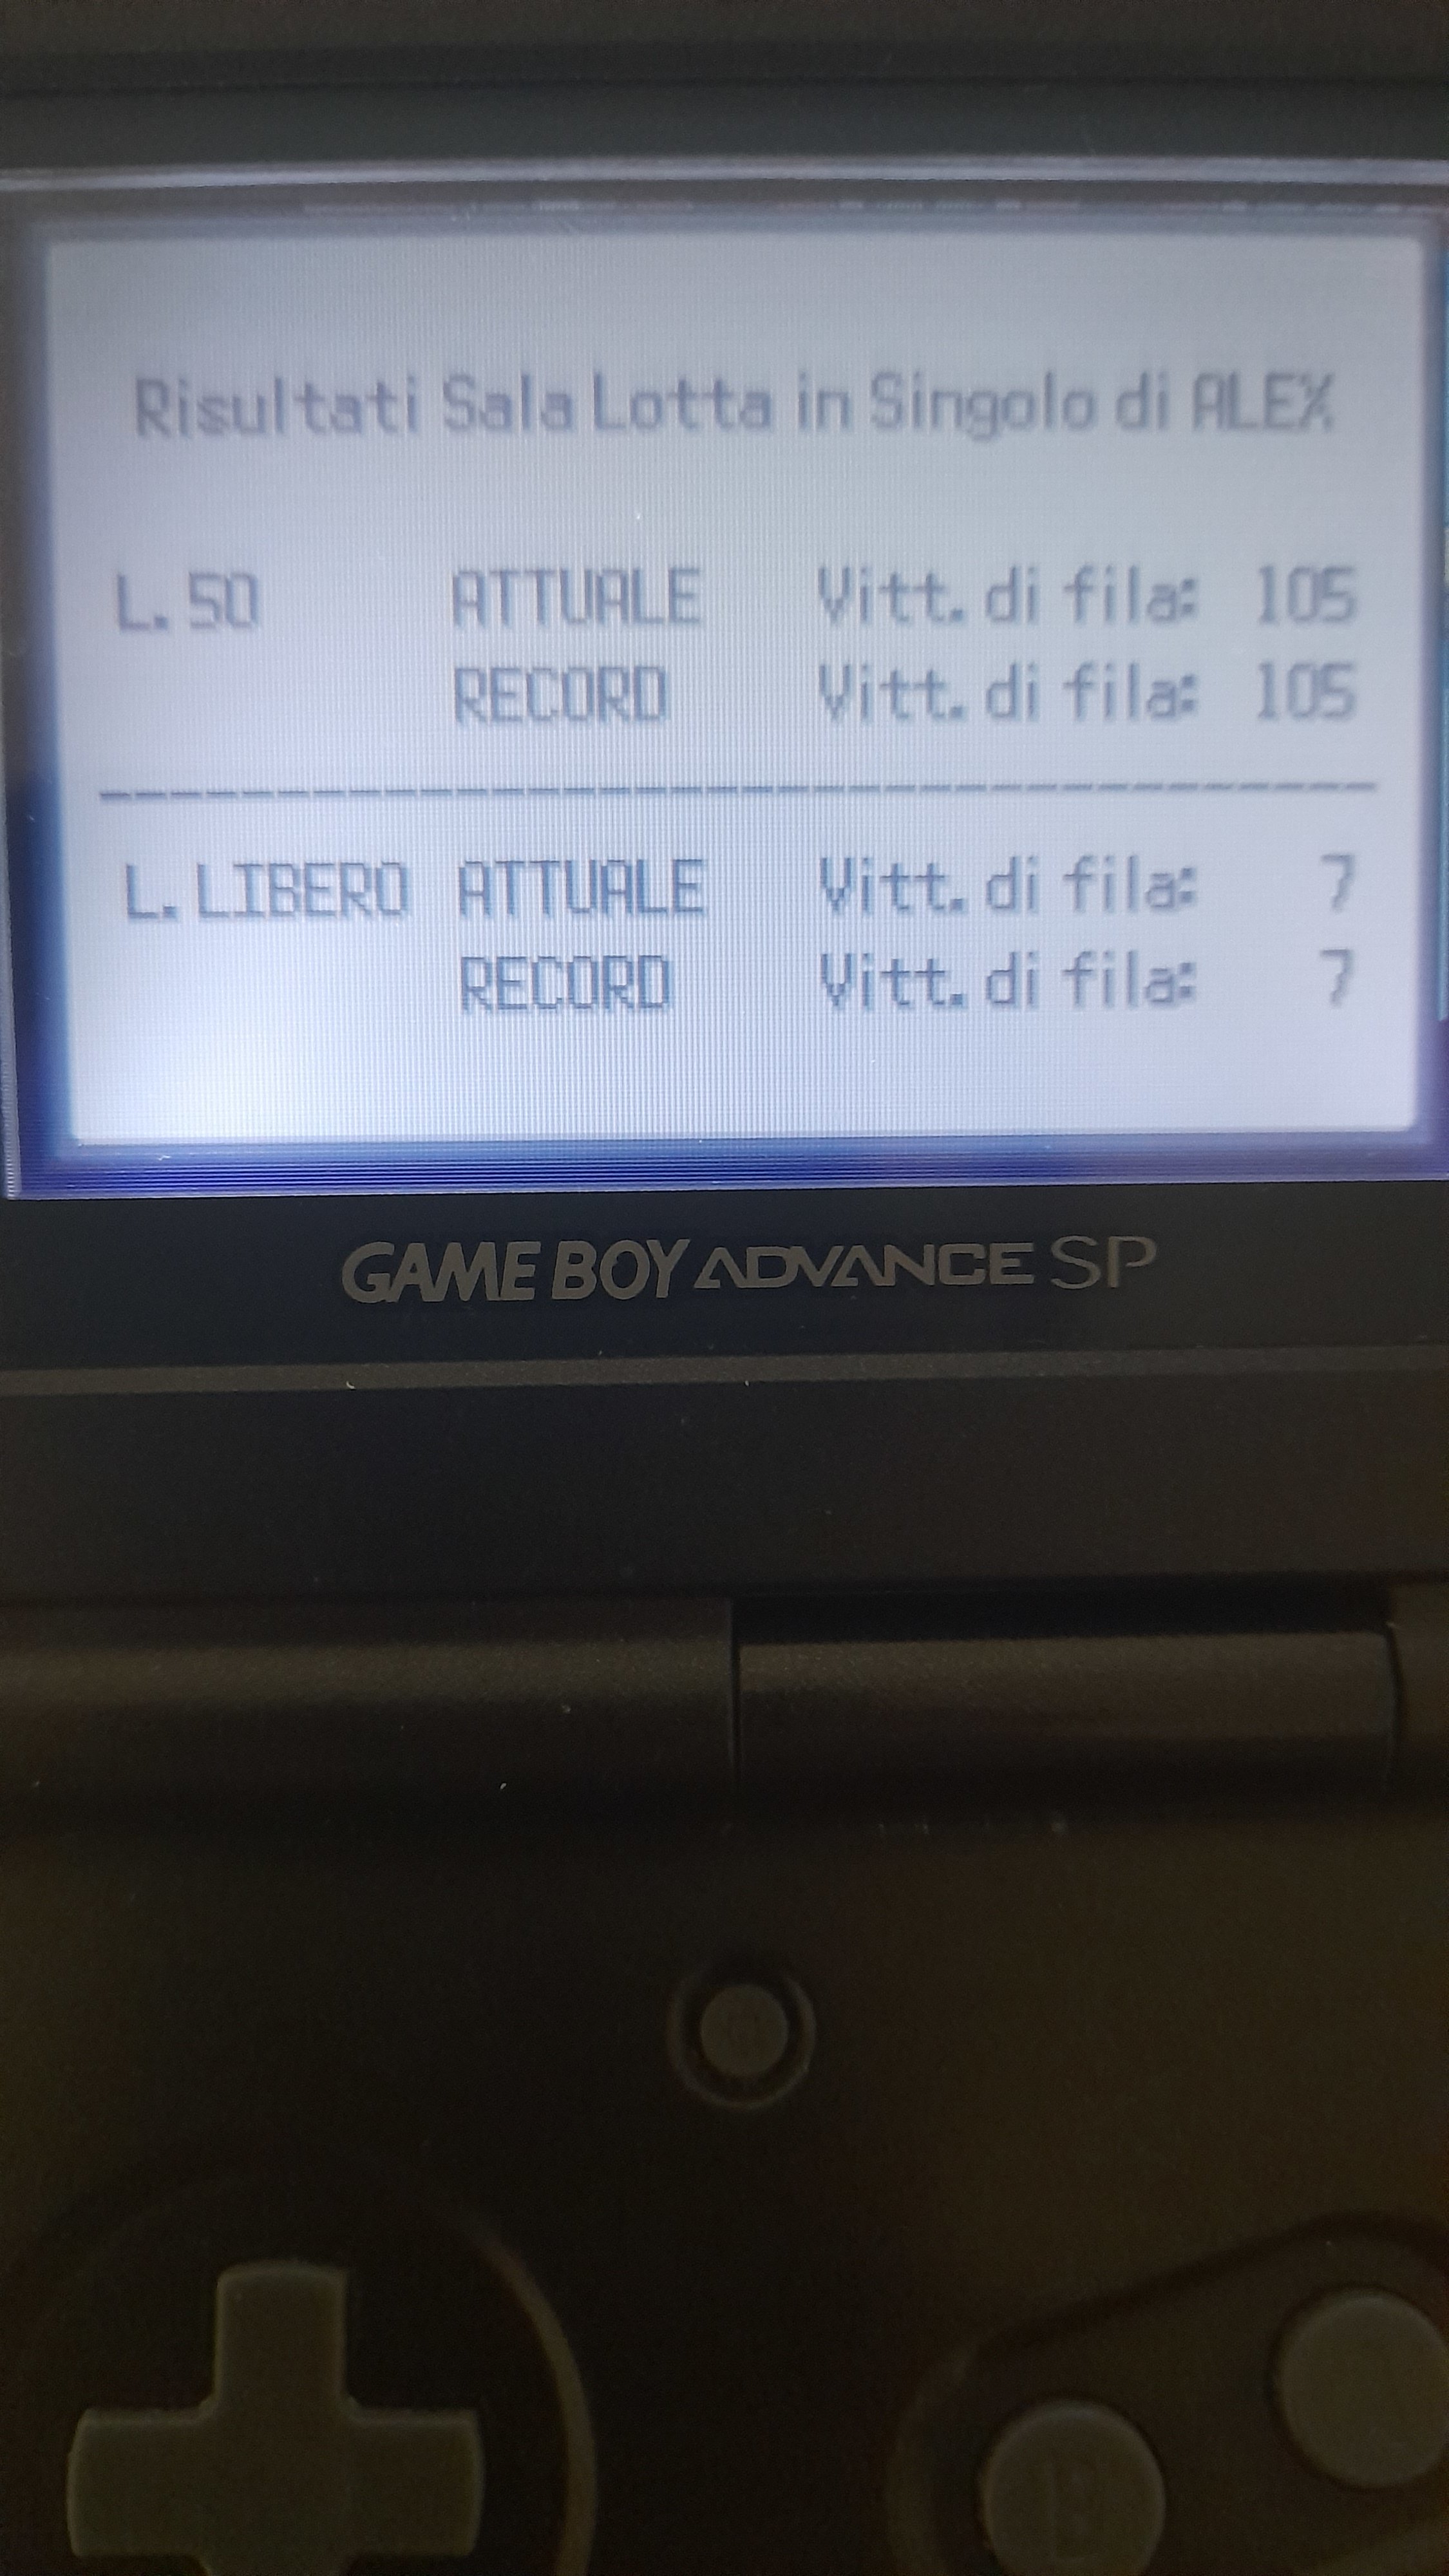 Risultati Sala Lotta in Singolo di ALEX
L. 50 ATTUALE Vitt. di fila: 105
RECORD Vitt. di fila: 105
L. LIBERO ATTUALE Vitt. di fila: 7
RECORD Vitt. di fila: 7
GAME BOY ADVANCE SP
B